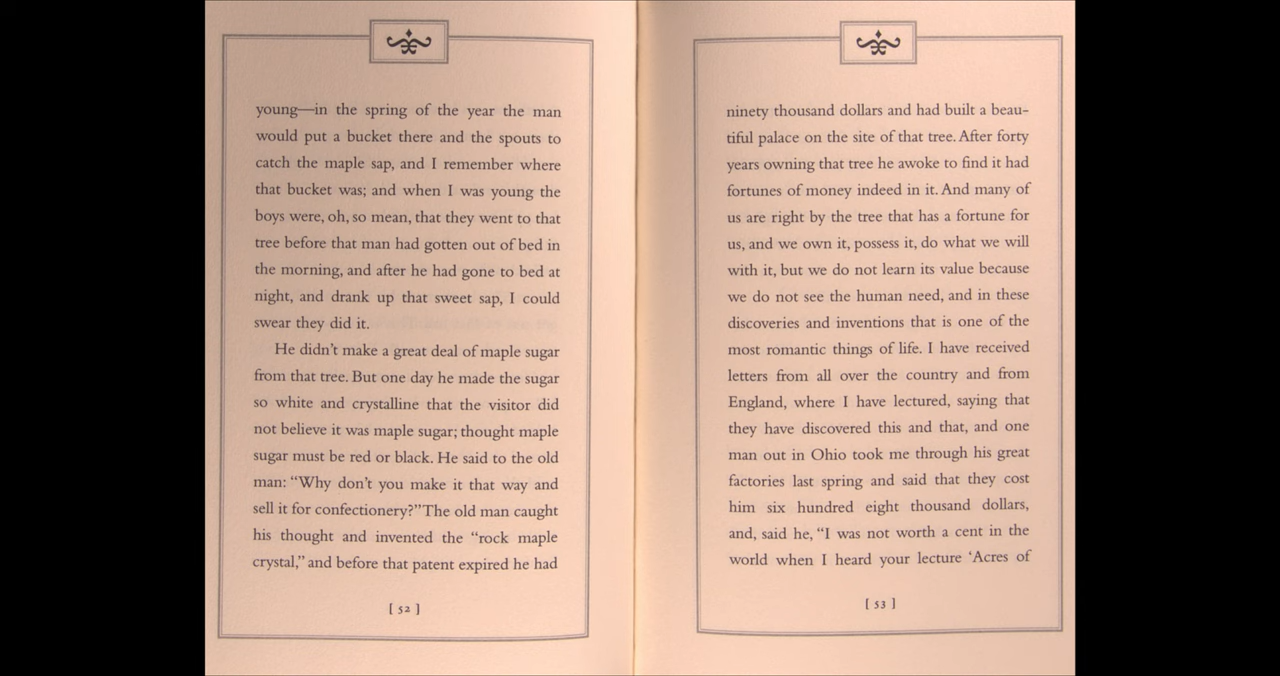 young—in the spring of the year the man
would put a bucket there and the spouts to
catch the maple sap, and I remember where
that bucket was; and when I was young the
boys were, oh, so mean, that they went to that
tree before that man had gotten out of bed in
the morning, and after he had gone to bed at
night, and drank up that sweet sap, I could
swear they did it.
He didn't make a great deal of maple sugar
from that tree. But one day he made the sugar
so white and crystalline that the visitor did
not believe it was maple sugar; thought maple
sugar must be red or black. He said to the old
man: “Why don't you make it that way and
sell it for confectionery?” The old man caught
his thought and invented the “rock maple
crystal,” and before that patent expired he had
[ 52 ]
ninety thousand dollars and had built a beau-
tiful palace on the site of that tree. After forty
years owning that tree he awoke to find it had
fortunes of money indeed in it. And many of
us are right by the tree that has a fortune for
us, and we own it, possess it, do what we will
with it, but we do not learn its value because
we do not see the human need, and in these
discoveries and inventions that is one of the
most romantic things of life. I have received
letters from all over the country and from
England, where I have lectured, saying that
they have discovered this and that, and one
man out in Ohio took me through his great
factories last spring and said that they cost
him six hundred eight thousand dollars,
and, said he, “I was not worth a cent in the
world when I heard your lecture ‘Acres of
[ 53 ]